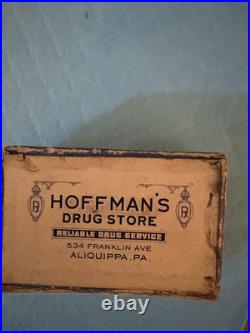 HOFFMAN'S
DRUG STORE
RELIABLE DRUG SERVICE
534 FRANKLIN AVE.
ALIQUIPPA, PA.